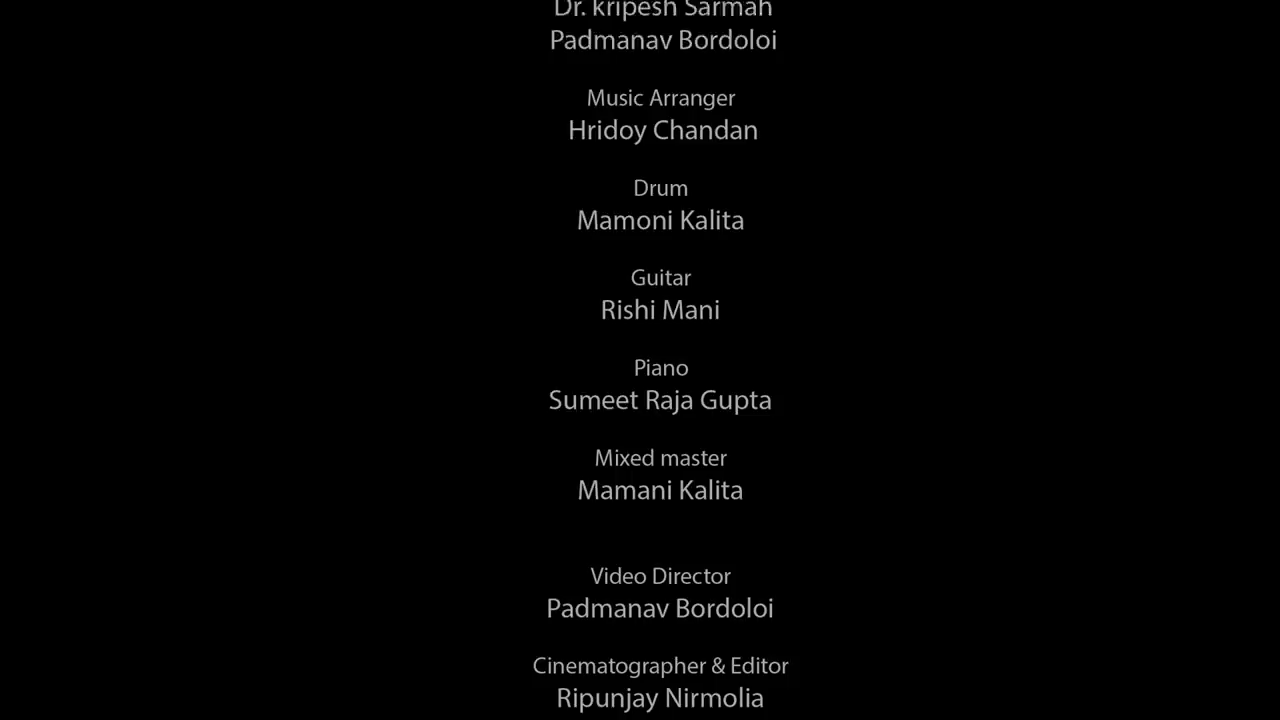 Dr. kripesh Sarmah
Padmanav Bordoloi
Music Arranger
Hridoy Chandan
Drum
Mamoni Kalita
Guitar
Rishi Mani
Piano
Sumeet Raja Gupta
Mixed master
Mamani Kalita
Video Director
Padmanav Bordoloi
Cinematographer & Editor
Ripunjay Nirmolia